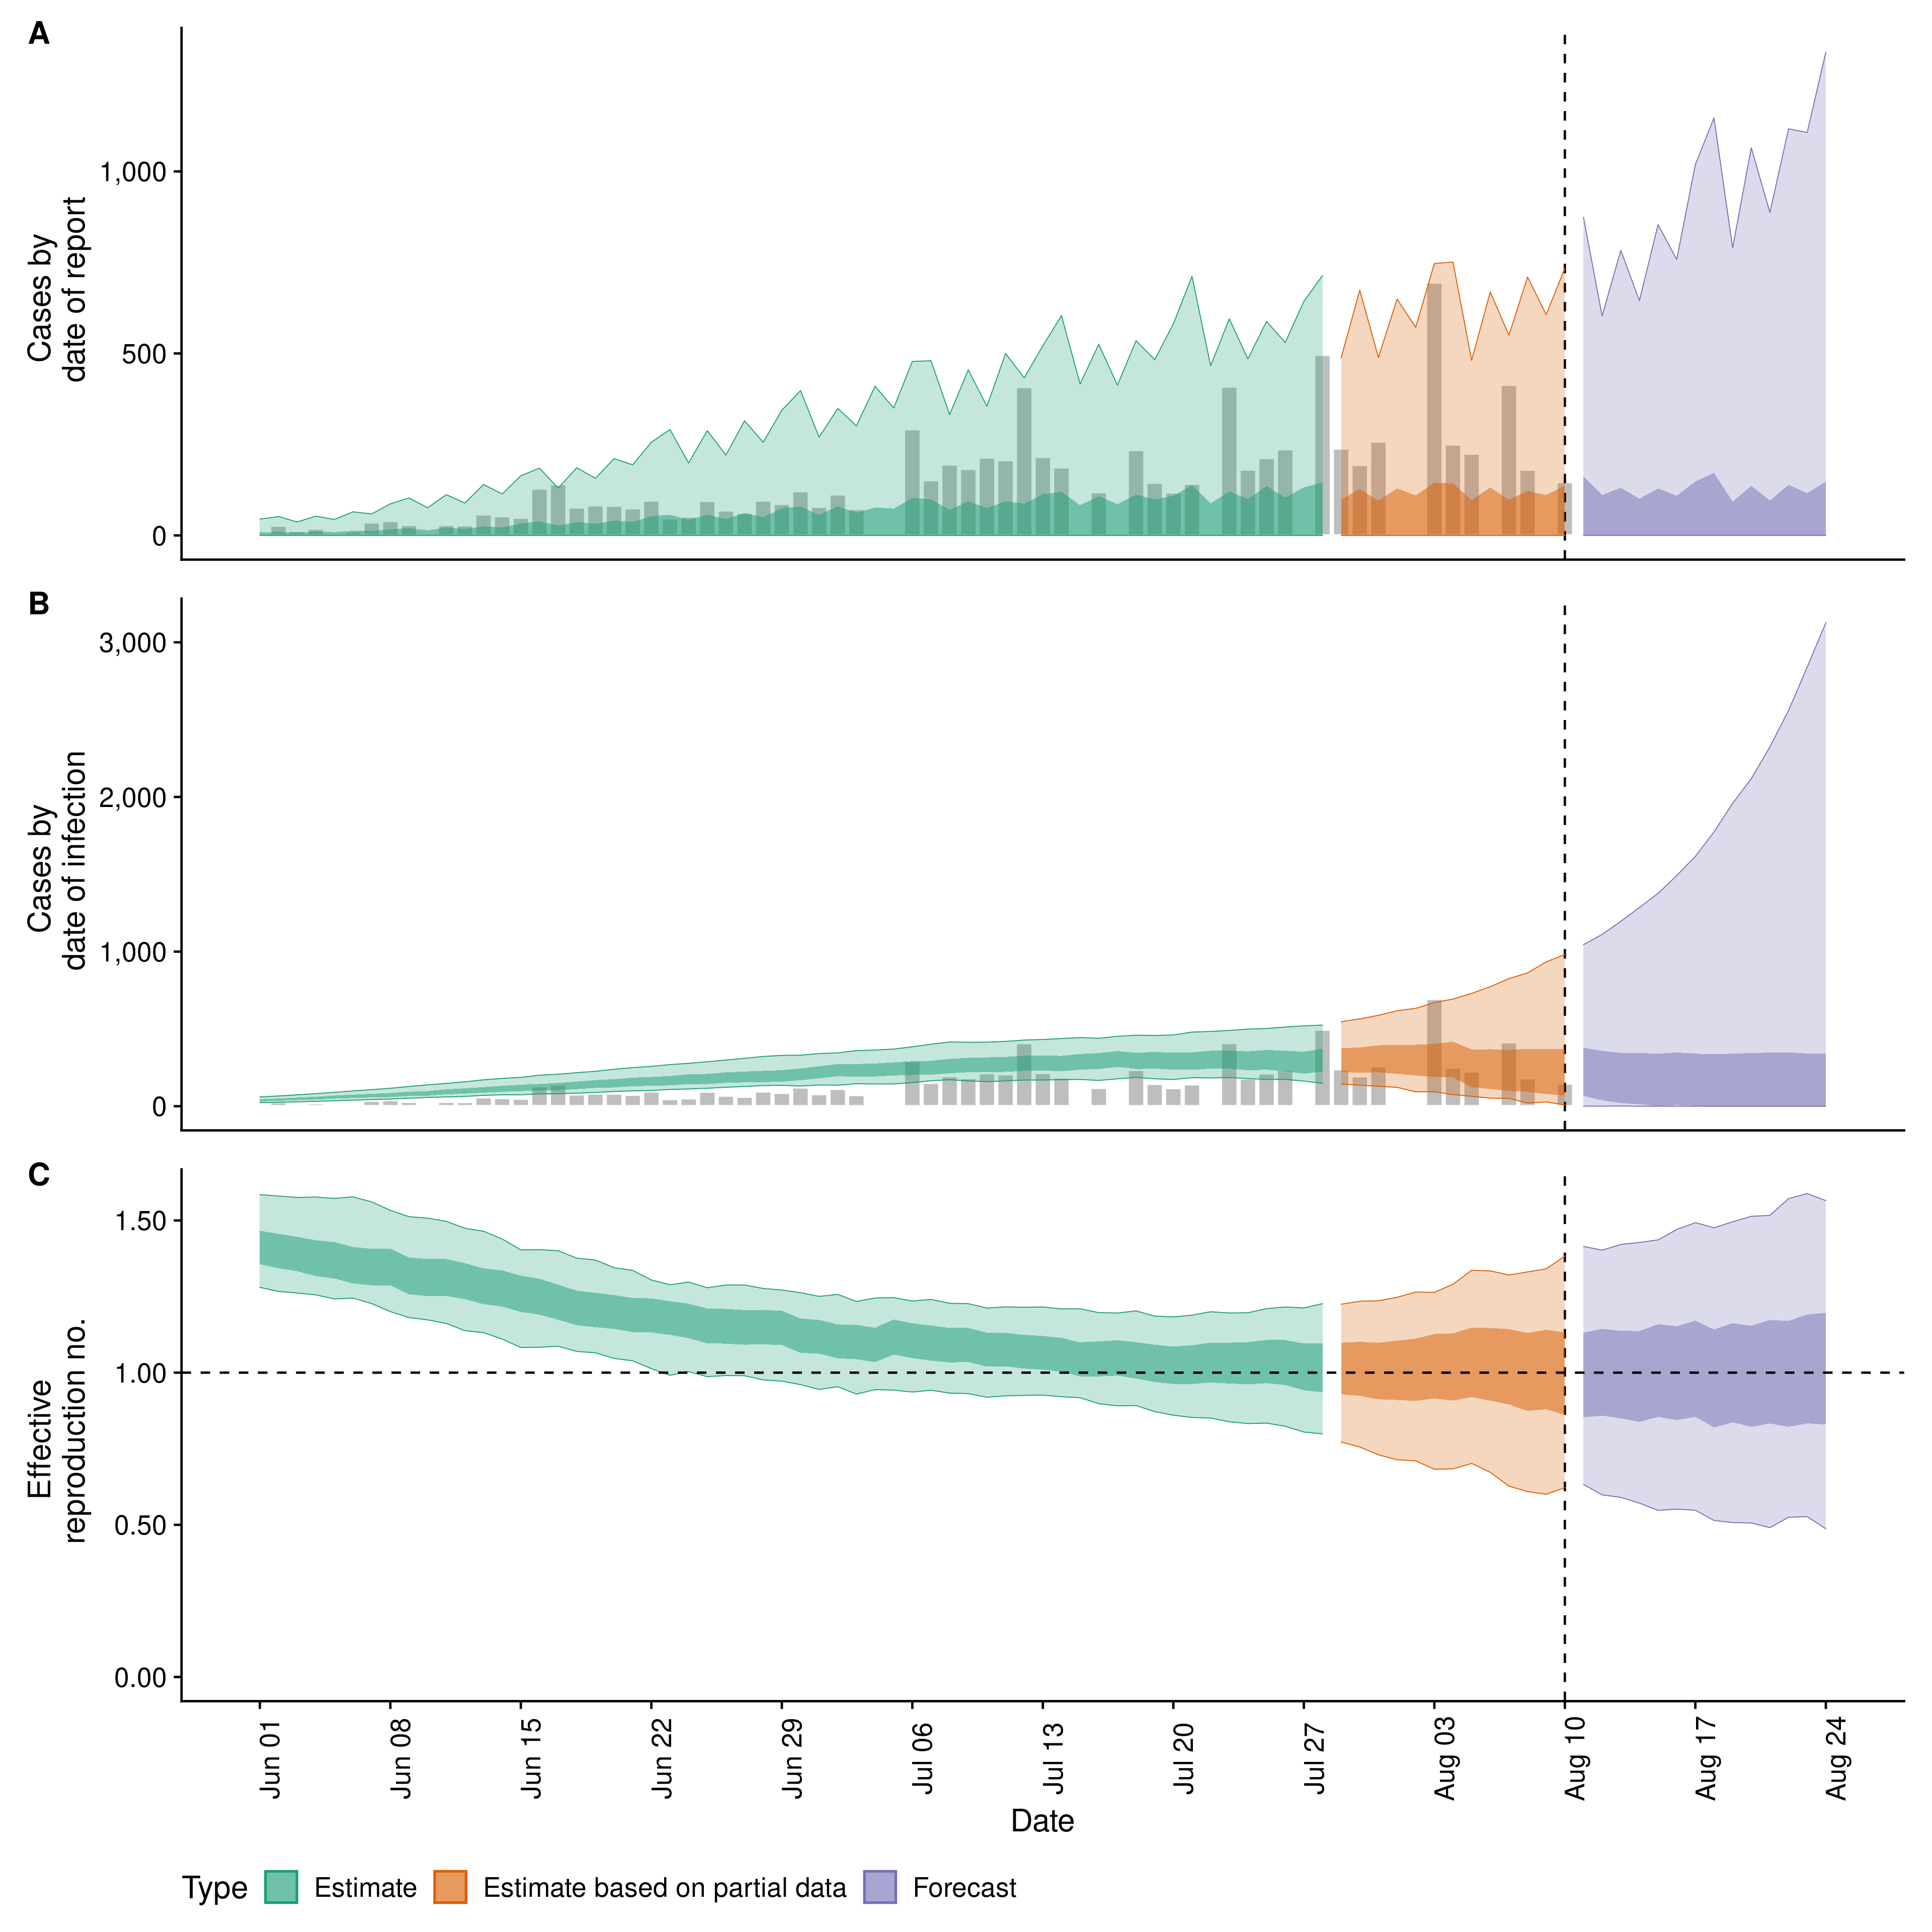 A
Cases by
date of report
1,000
500
0
B
Cases by
date of infection
3,000
2,000
1,000
0
C
Effective
reproduction no.
1.50
1.00
0.50
0.00
Jun 01
Jun 08
Jun 15
Jun 22
Jun 29
Jul 06
Jul 13
Jul 20
Jul 27
Aug 03
Aug 10
Aug 17
Aug 24
Date
Type Estimate Estimate based on partial data Forecast